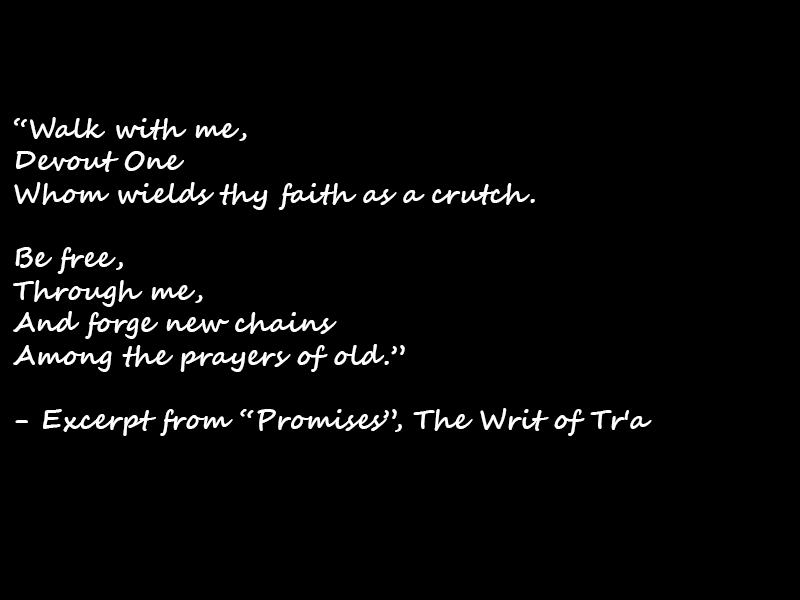 “Walk with me,
Devout One
Whom wields thy faith as a crutch.
Be free,
Through me,
And forge new chains
Among the prayers of old.”
- Excerpt from “Promises”, The Writ of Tr'a